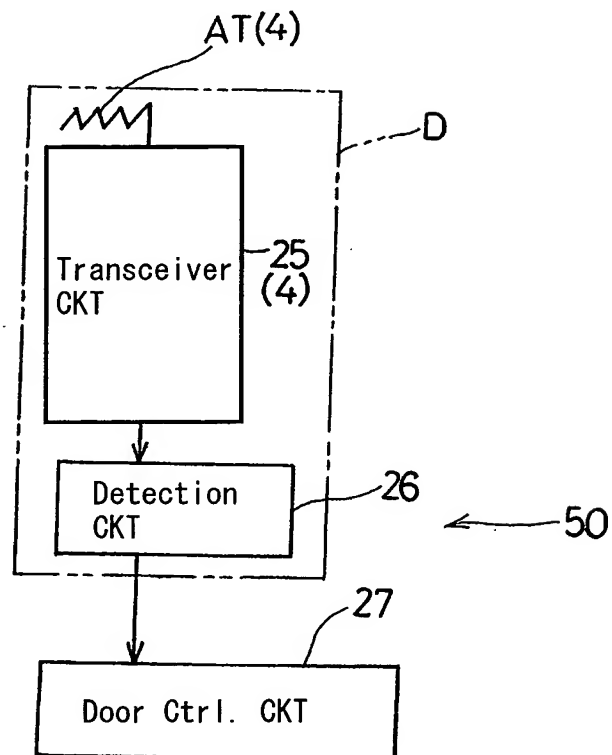 AT(4)
D
Transceiver
CKT
25
(4)
Detection
CKT
26
50
27
Door Ctrl. CKT